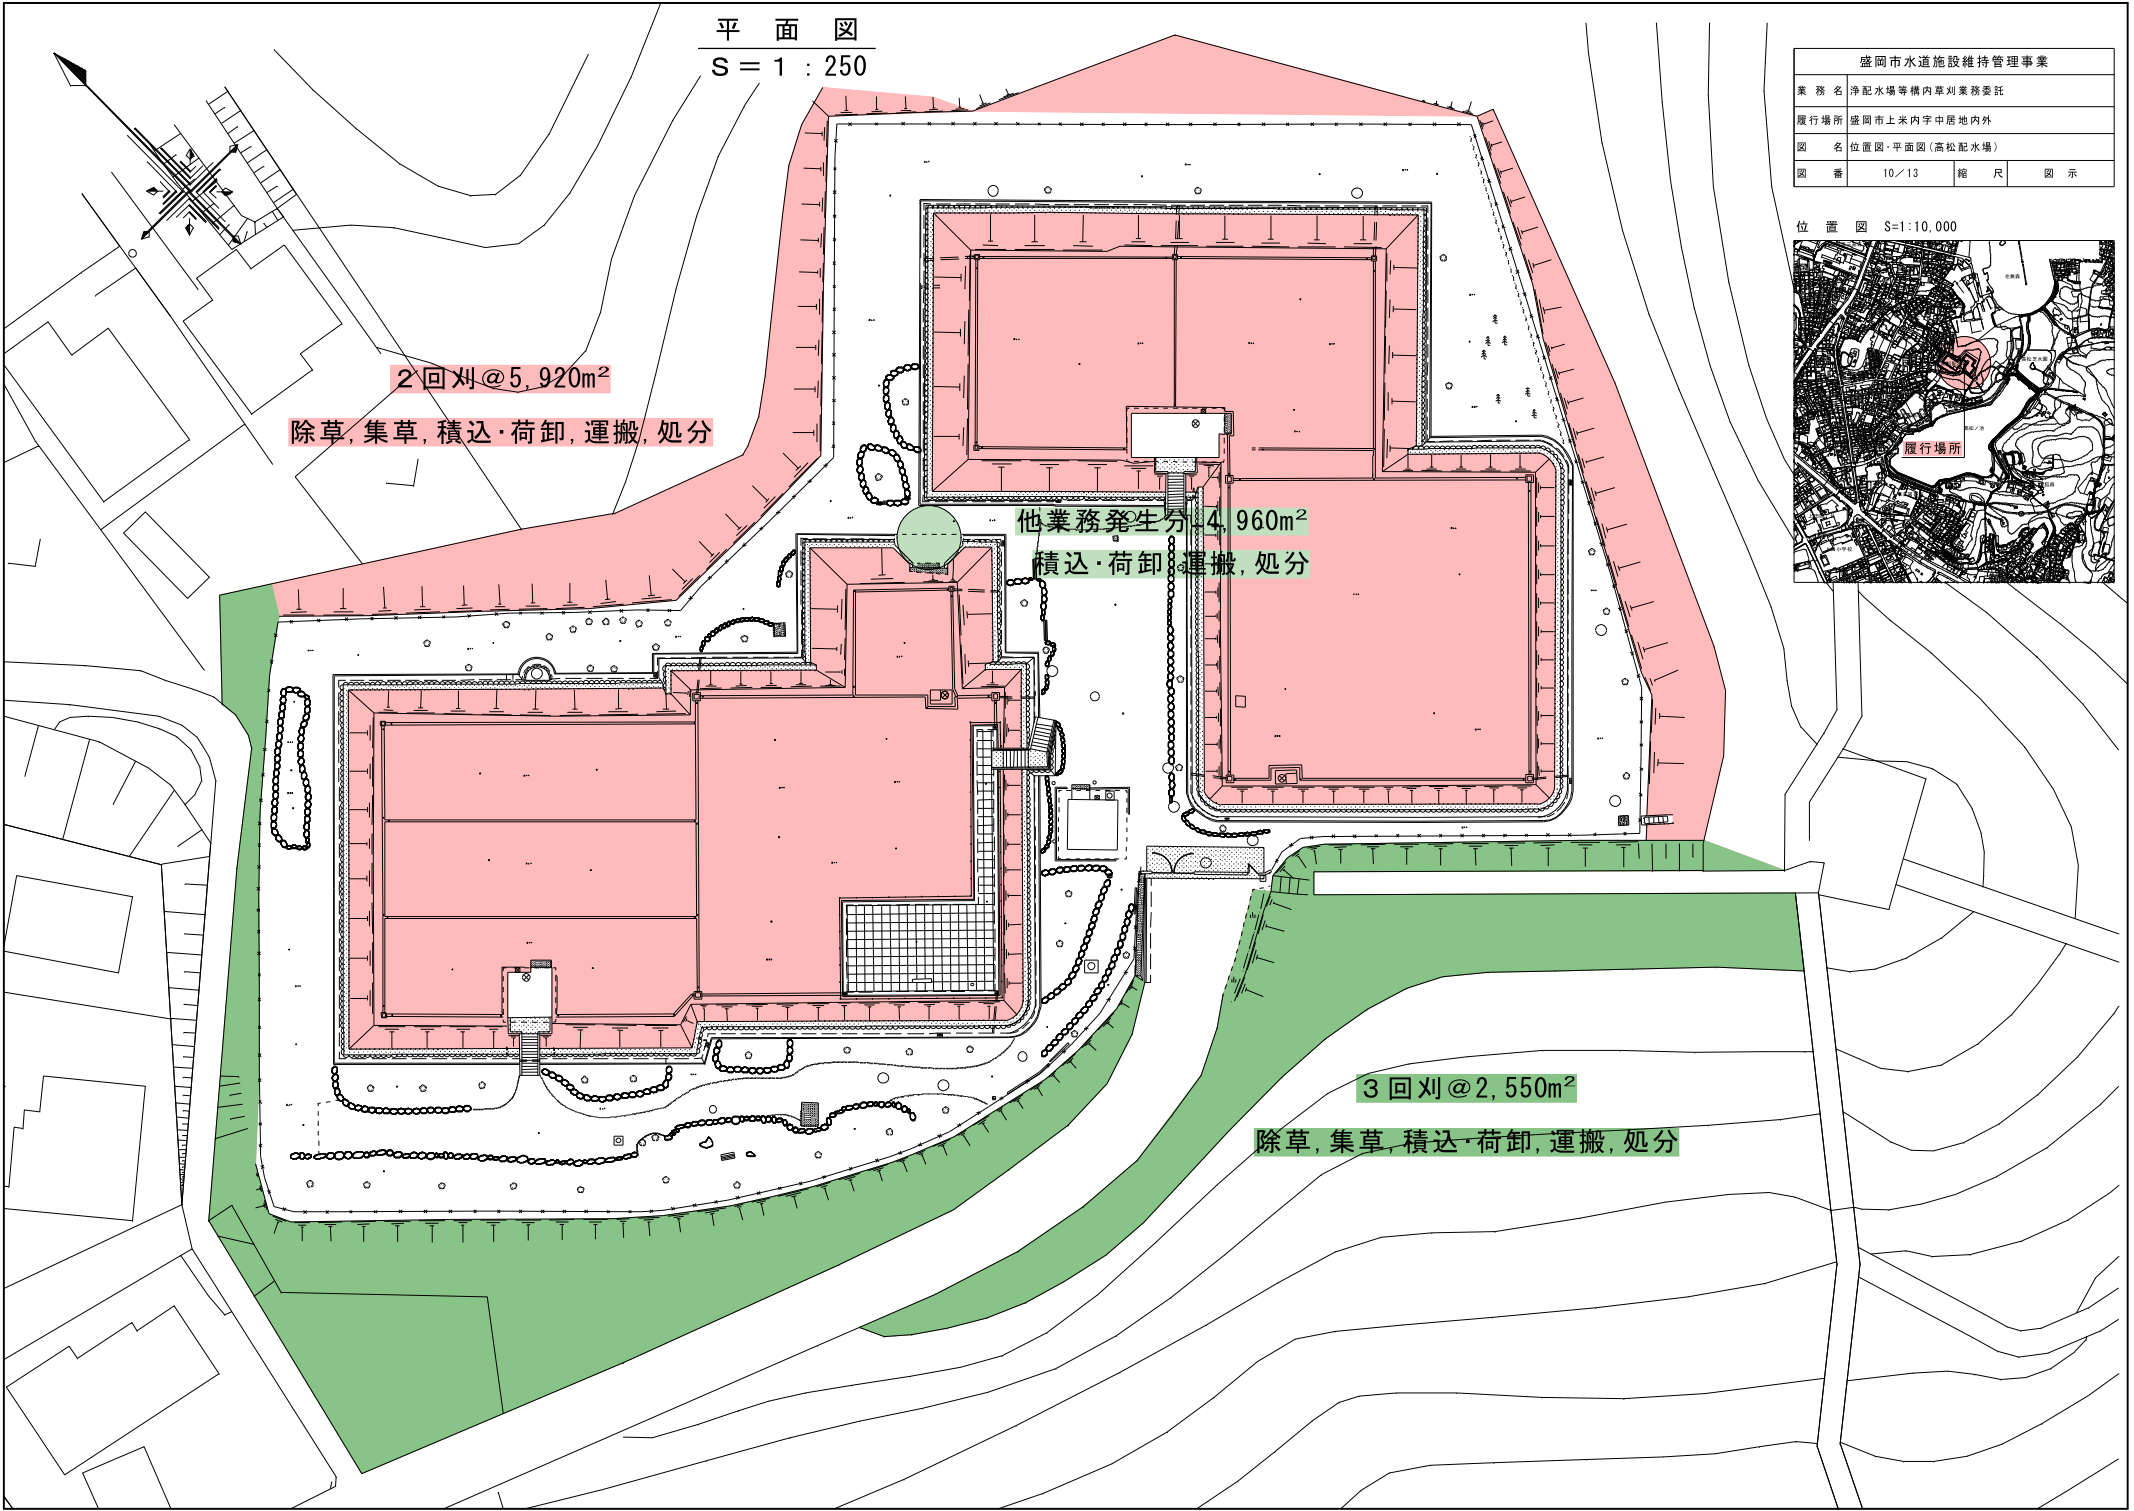 平 面 図
S＝1：250
盛岡市水道施設維持管理事業
業 務 名 浄配水場等構内草刈業務委託
履行場所 盛岡市上米内字中居地内外
図 名 位置図・平面図（高松配水場）
図 番 10／13 縮 尺 図 示
位 置 図 S=1:10,000
履行場所
２回刈＠5,920m²
除草，集草，積込・荷卸，運搬，処分
他業務発生分 4,960m²
積込・荷卸，運搬，処分
３回刈＠2,550m²
除草，集草，積込・荷卸，運搬，処分